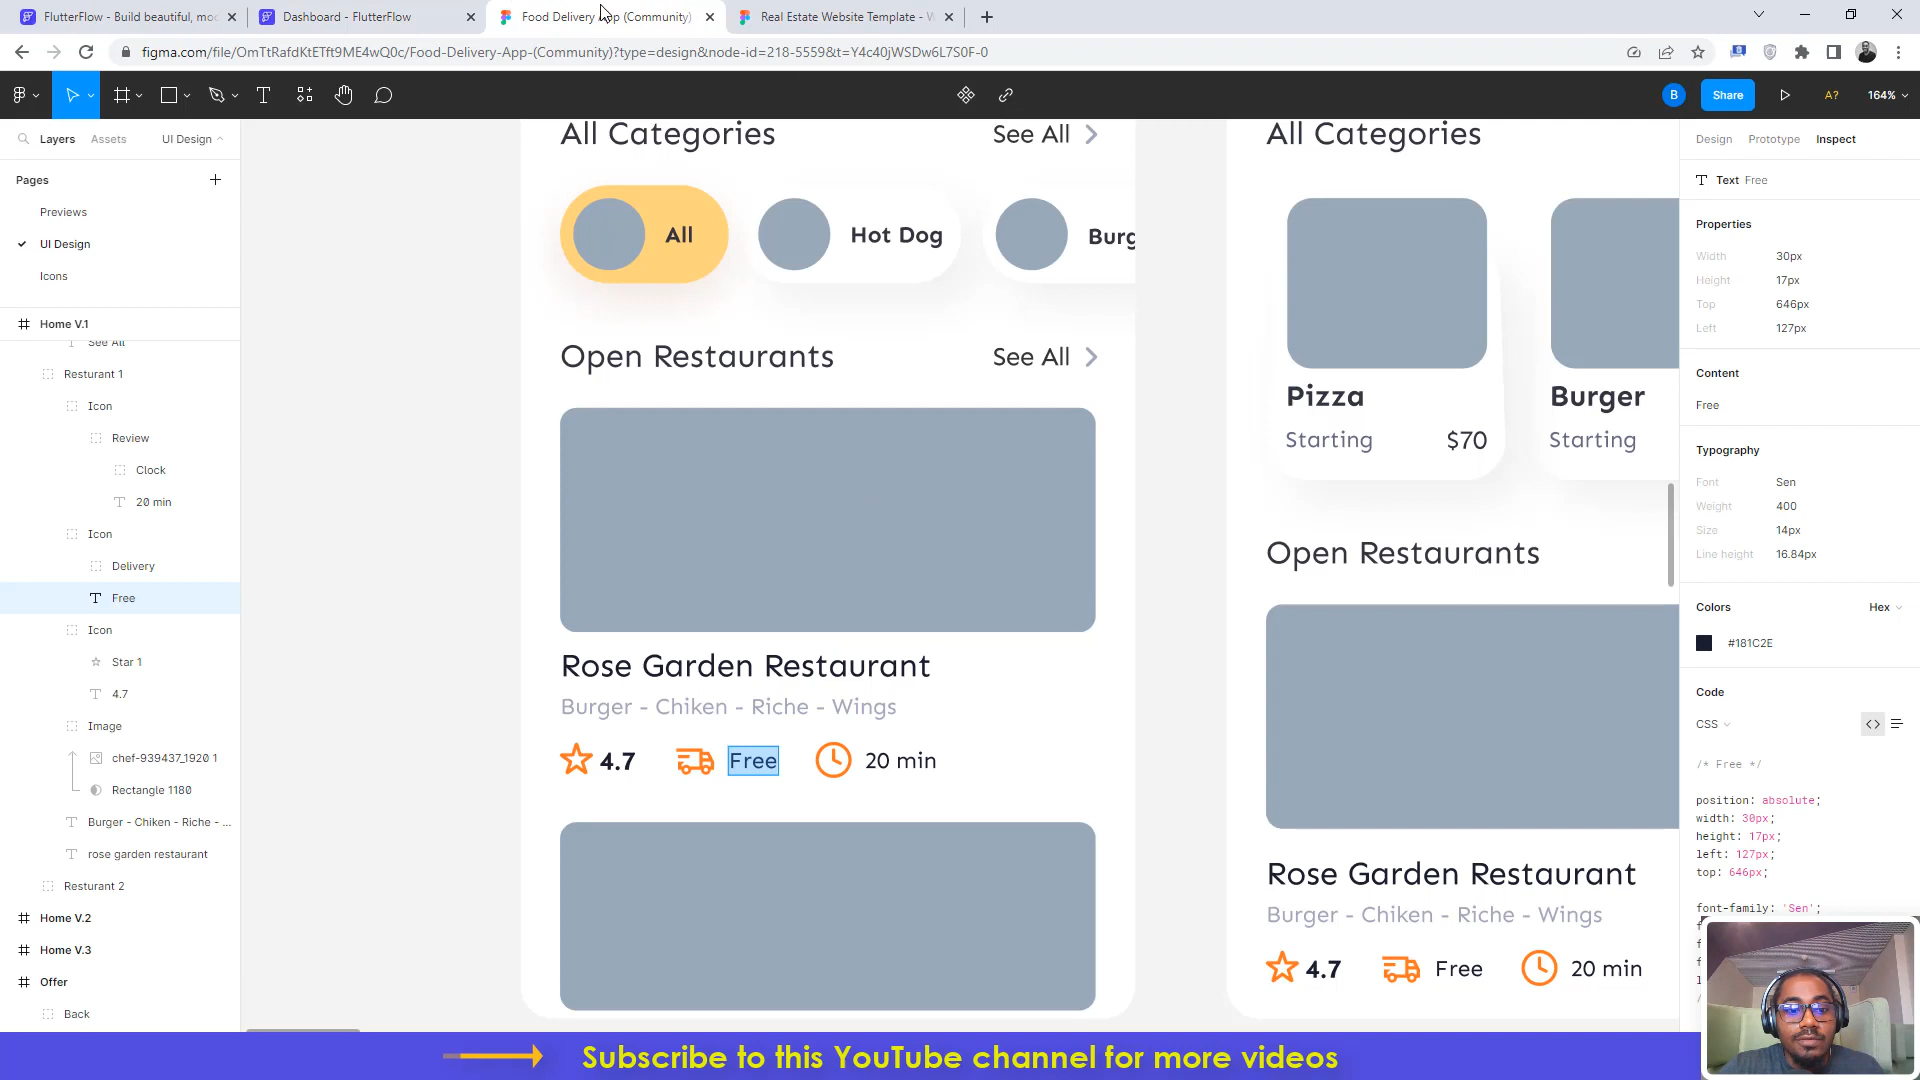 FlutterFlow - Build beautiful, mo
Dashboard - FlutterFlow
Food Delivery App (Community)
Real Estate Website Template - W
figma.com/file/OmTtRafdKtETft9ME4wQ0c/Food-Delivery-App-(Community)?type=design&node-id=218-5559&t=Y4c40jWSDw6L7S0F-0
B
Share
A?
164%
Layers
Assets
UI Design
Pages
Previews
UI Design
Icons
Home V.1
See All
Resturant 1
Icon
Review
Clock
20 min
Icon
Delivery
Free
Icon
Star 1
4.7
Image
chef-939437_1920 1
Rectangle 1180
Burger - Chiken - Riche - ...
rose garden restaurant
Resturant 2
Home V.2
Home V.3
Offer
Back
All Categories
See All
All
Hot Dog
Burg
Open Restaurants
See All
Rose Garden Restaurant
Burger - Chiken - Riche - Wings
4.7
Free
20 min
All Categories
Pizza
Starting
$70
Burger
Starting
Open Restaurants
Rose Garden Restaurant
Burger - Chiken - Riche - Wings
4.7
Free
20 min
Design
Prototype
Inspect
Text Free
Properties
Width 30px
Height 17px
Top 646px
Left 127px
Content
Free
Typography
Font Sen
Weight 400
Size 14px
Line height 16.84px
Colors
Hex
#181C2E
Code
CSS
/* Free */
position: absolute;
width: 30px;
height: 17px;
left: 127px;
top: 646px;
font-family: 'Sen';
Subscribe to this YouTube channel for more videos